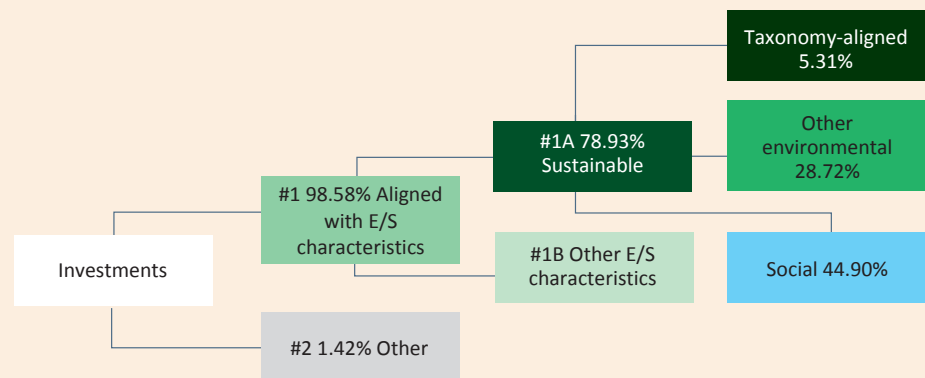 Taxonomy-aligned
5.31%
Other
environmental
28.72%
#1A 78.93%
Sustainable
#1 98.58% Aligned
with E/S
characteristics
#1B Other E/S
characteristics
Social 44.90%
Investments
#2 1.42% Other